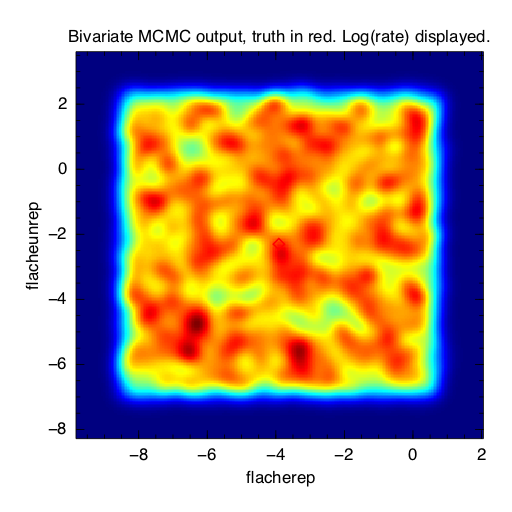 Bivariate MCMC output, truth in red. Log(rate) displayed.
2
0
−2
−4
−6
−8
flacheunrep
−8 −6 −4 −2 0 2
flacherep